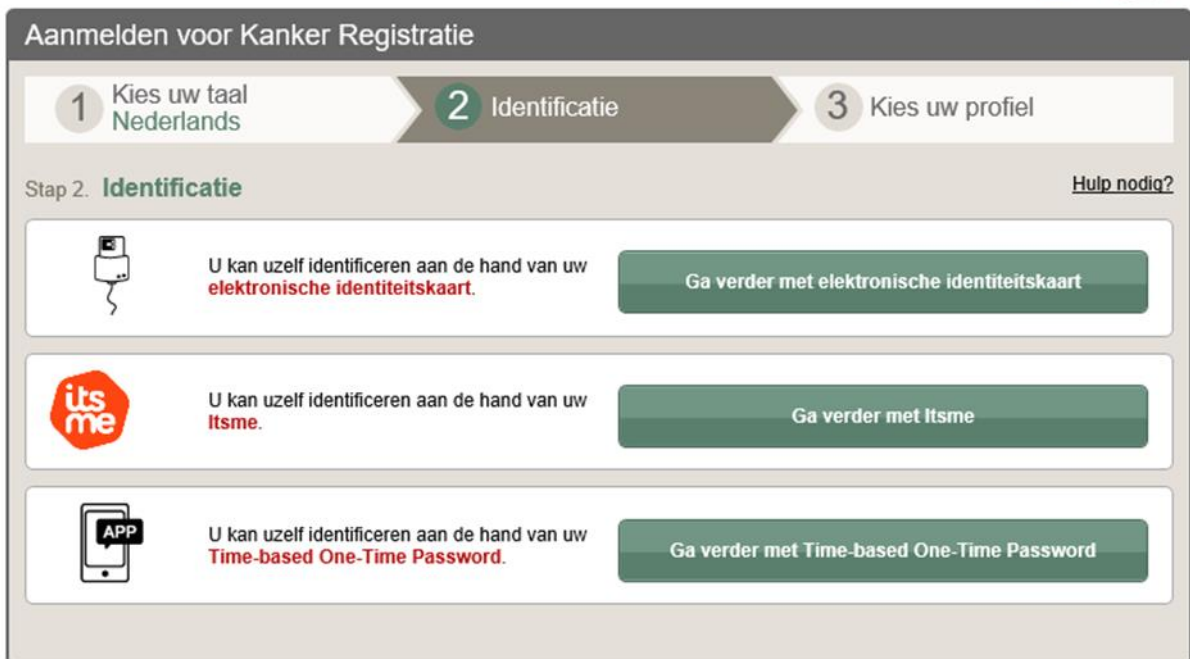 Aanmelden voor Kanker Registratie
1 Kies uw taal
Nederlands
2 Identificatie
3 Kies uw profiel
Stap 2. Identificatie
Hulp nodig?
U kan uzelf identificeren aan de hand van uw
elektronische identiteitskaart.
Ga verder met elektronische identiteitskaart
its
me
U kan uzelf identificeren aan de hand van uw
Itsme.
Ga verder met Itsme
APP
U kan uzelf identificeren aan de hand van uw
Time-based One-Time Password.
Ga verder met Time-based One-Time Password